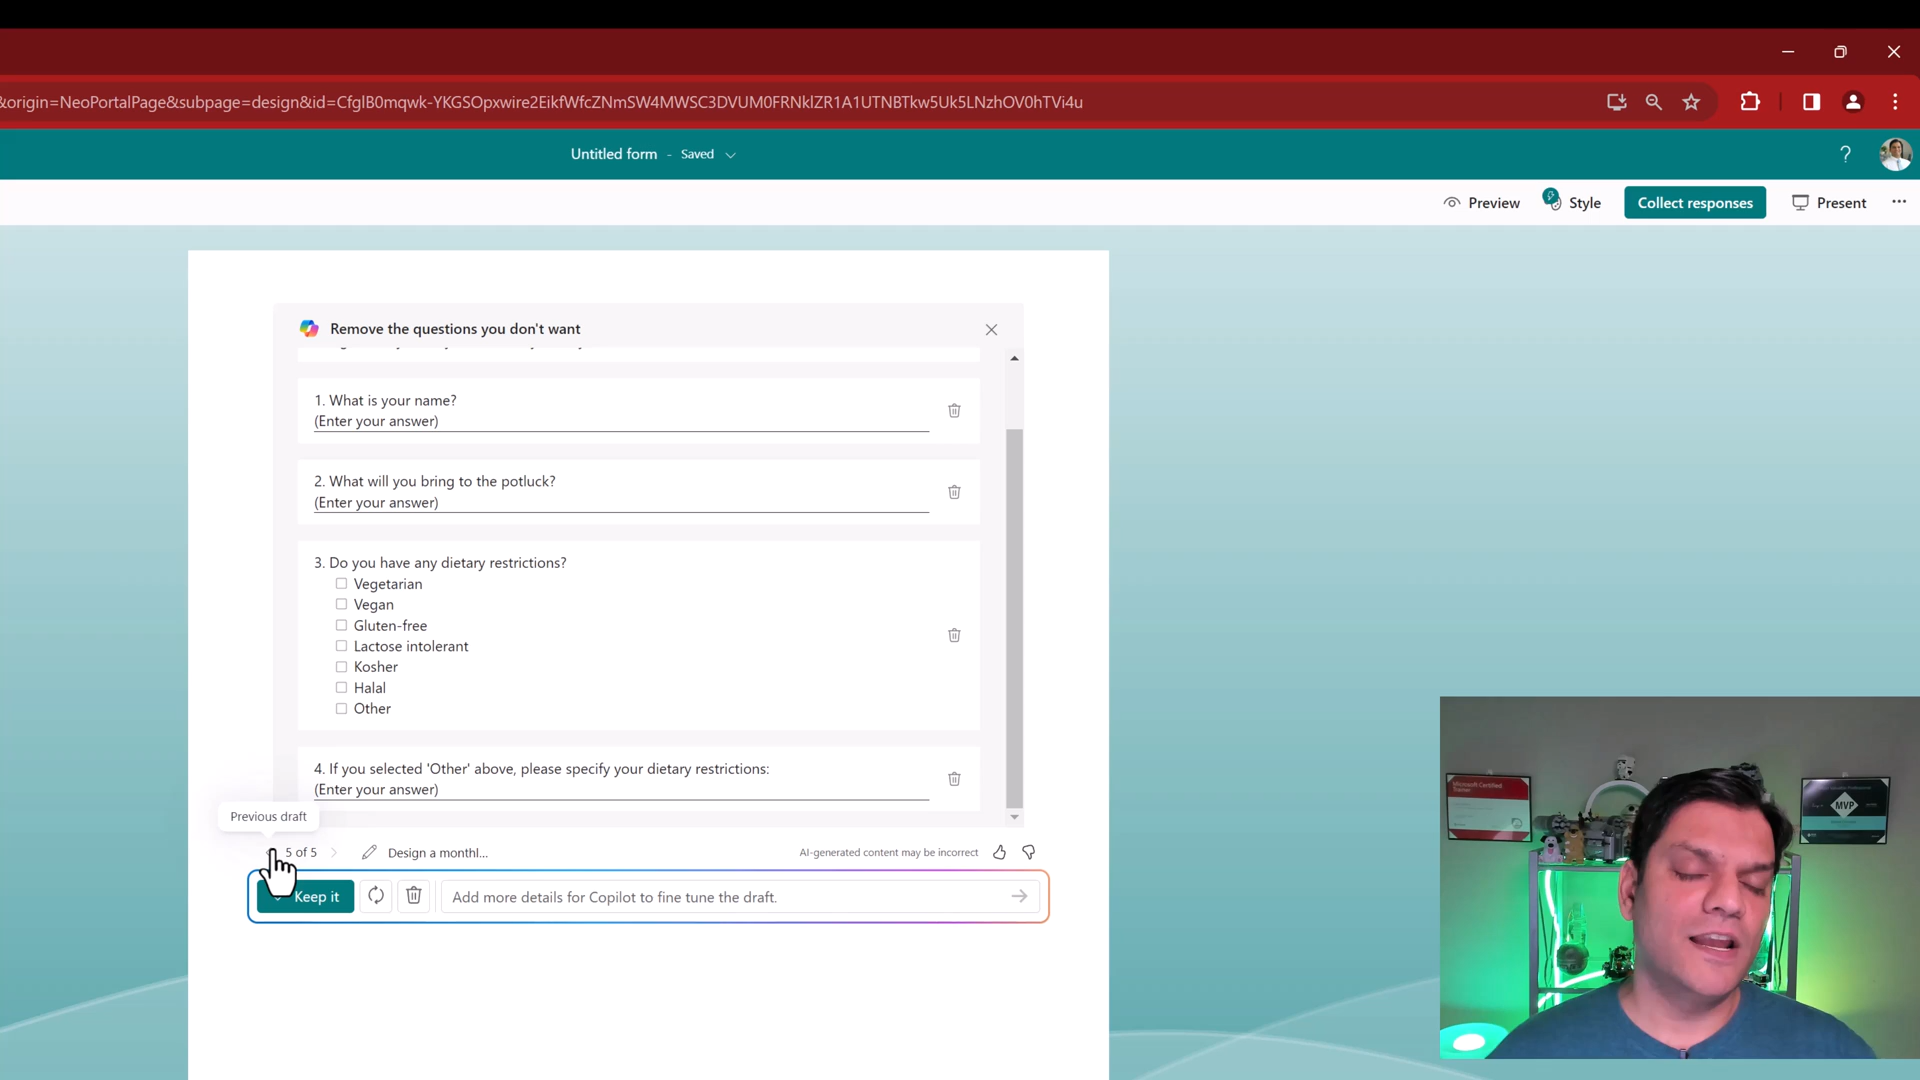 &origin=NeoPortalPage&subpage=design&id=CfglB0mqwk-YKGSOpxwire2EikfWfcZNmSW4MWSC3DVUM0FRNklZR1A1UTNBTkw5Uk5LNzhOV0hTVi4u
Untitled form - Saved
?
Preview
Style
Collect responses
Present
Remove the questions you don't want
1. What is your name?
(Enter your answer)
2. What will you bring to the potluck?
(Enter your answer)
3. Do you have any dietary restrictions?
Vegetarian
Vegan
Gluten-free
Lactose intolerant
Kosher
Halal
Other
4. If you selected 'Other' above, please specify your dietary restrictions:
(Enter your answer)
Previous draft
5 of 5
Design a monthl...
AI-generated content may be incorrect
Keep it
Add more details for Copilot to fine tune the draft.
Microsoft Certified
Trainer
MVP